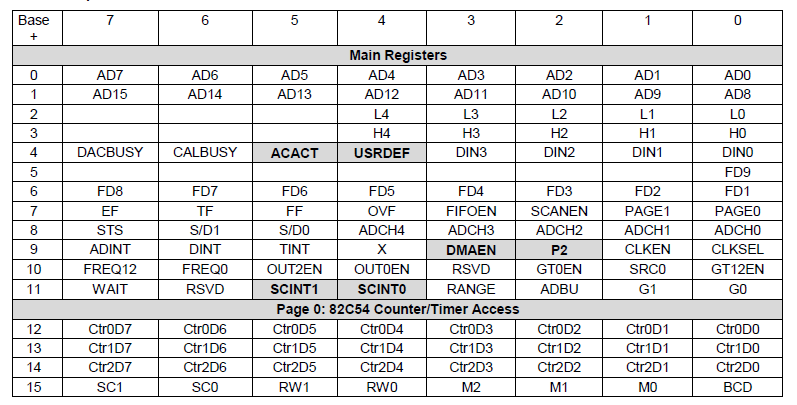 Base + 7 6 5 4 3 2 1 0
Main Registers
0 AD7 AD6 AD5 AD4 AD3 AD2 AD1 AD0
1 AD15 AD14 AD13 AD12 AD11 AD10 AD9 AD8
2 L4 L3 L2 L1 L0
3 H4 H3 H2 H1 H0
4 DACBUSY CALBUSY ACACT USRDEF DIN3 DIN2 DIN1 DIN0
5 FD9
6 FD8 FD7 FD6 FD5 FD4 FD3 FD2 FD1
7 EF TF FF OVF FIFOEN SCANEN PAGE1 PAGE0
8 STS S/D1 S/D0 ADCH4 ADCH3 ADCH2 ADCH1 ADCH0
9 ADINT DINT TINT X DMAEN P2 CLKEN CLKSEL
10 FREQ12 FREQ0 OUT2EN OUT0EN RSVD GT0EN SRC0 GT12EN
11 WAIT RSVD SCINT1 SCINT0 RANGE ADBU G1 G0
Page 0: 82C54 Counter/Timer Access
12 Ctr0D7 Ctr0D6 Ctr0D5 Ctr0D4 Ctr0D3 Ctr0D2 Ctr0D1 Ctr0D0
13 Ctr1D7 Ctr1D6 Ctr1D5 Ctr1D4 Ctr1D3 Ctr1D2 Ctr1D1 Ctr1D0
14 Ctr2D7 Ctr2D6 Ctr2D5 Ctr2D4 Ctr2D3 Ctr2D2 Ctr2D1 Ctr2D0
15 SC1 SC0 RW1 RW0 M2 M1 M0 BCD